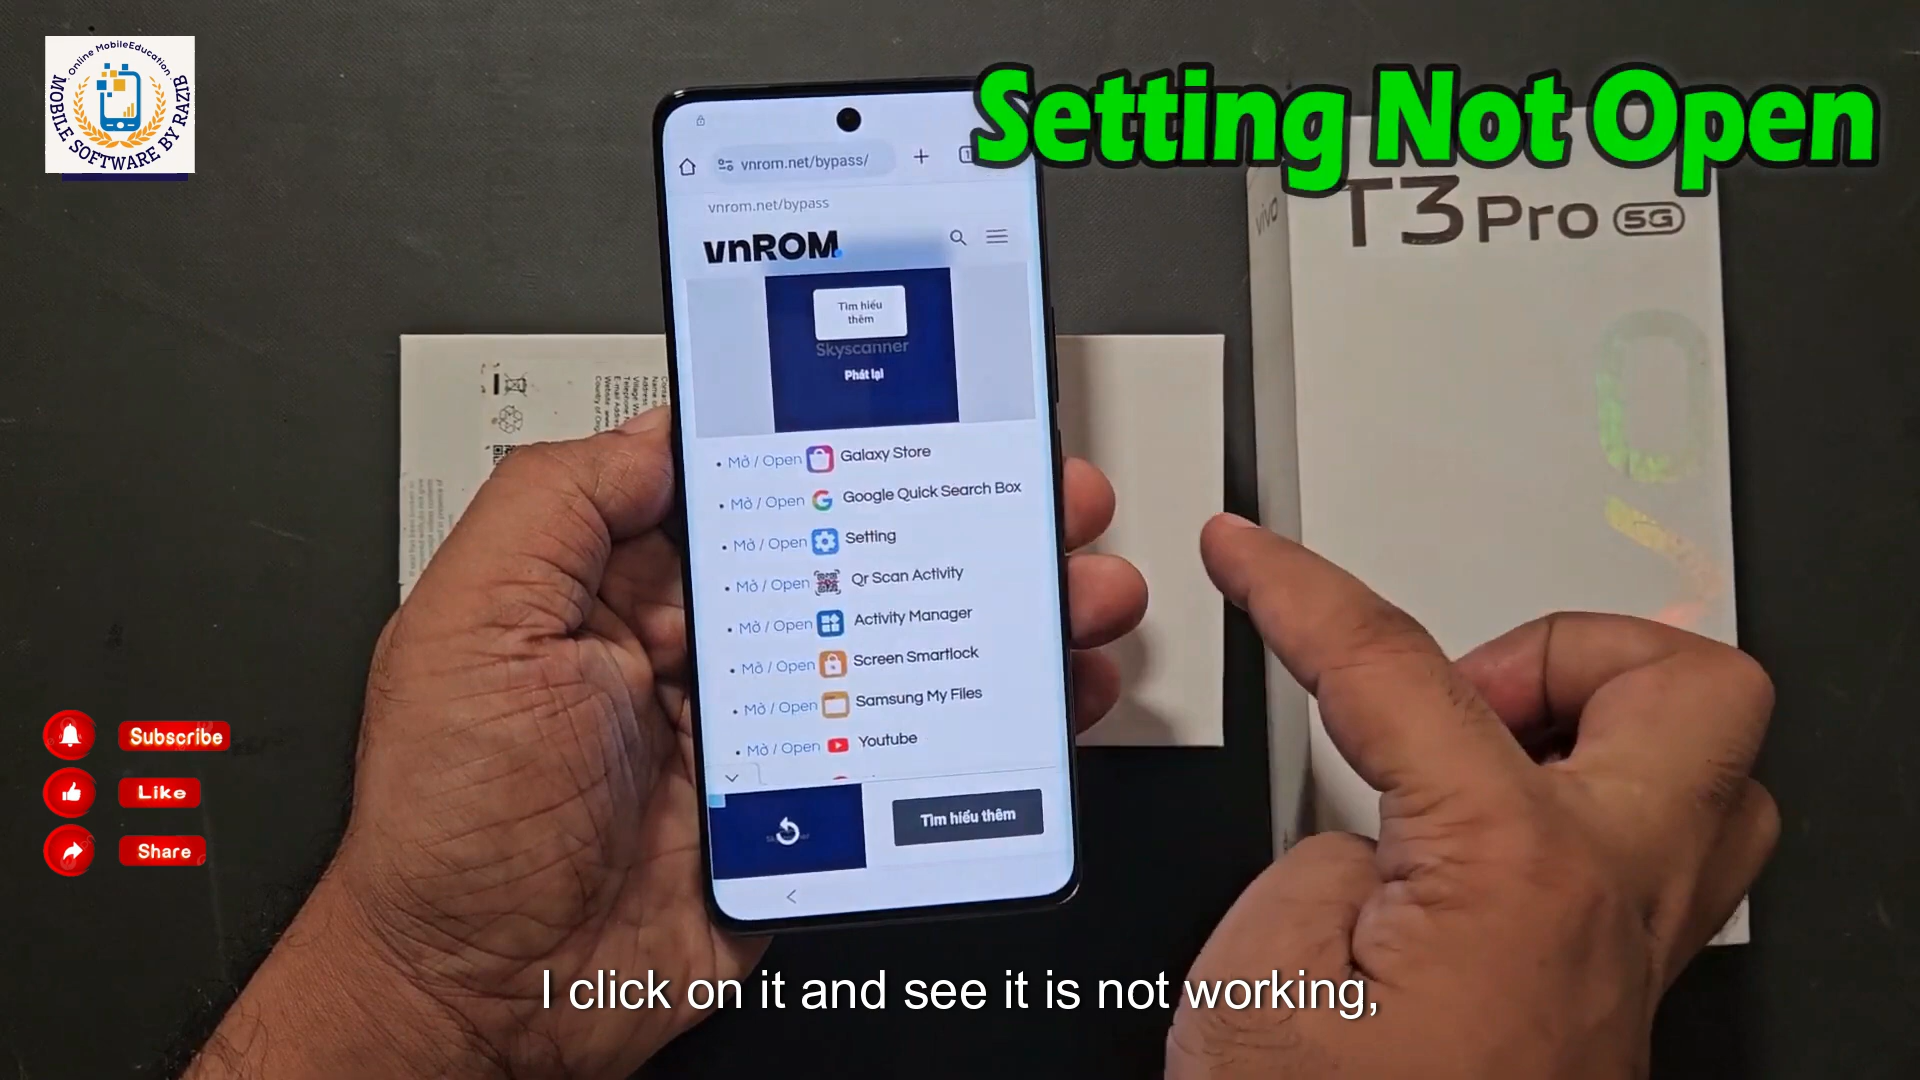 Online MobileEducation
MOBILE SOFTWARE BY RAZIB
Setting Not Open
vivo
T3 Pro 5G
vnrom.net/bypass/
vnrom.net/bypass
vnROM.
Tìm hiểu
thêm
Skyscanner
Phát lại
• Mở / Open Galaxy Store
• Mở / Open Google Quick Search Box
• Mở / Open Setting
• Mở / Open Qr Scan Activity
• Mở / Open Activity Manager
• Mở / Open Screen Smartlock
• Mở / Open Samsung My Files
• Mở / Open Youtube
Tìm hiểu thêm
Subscribe
Like
Share
I click on it and see it is not working,